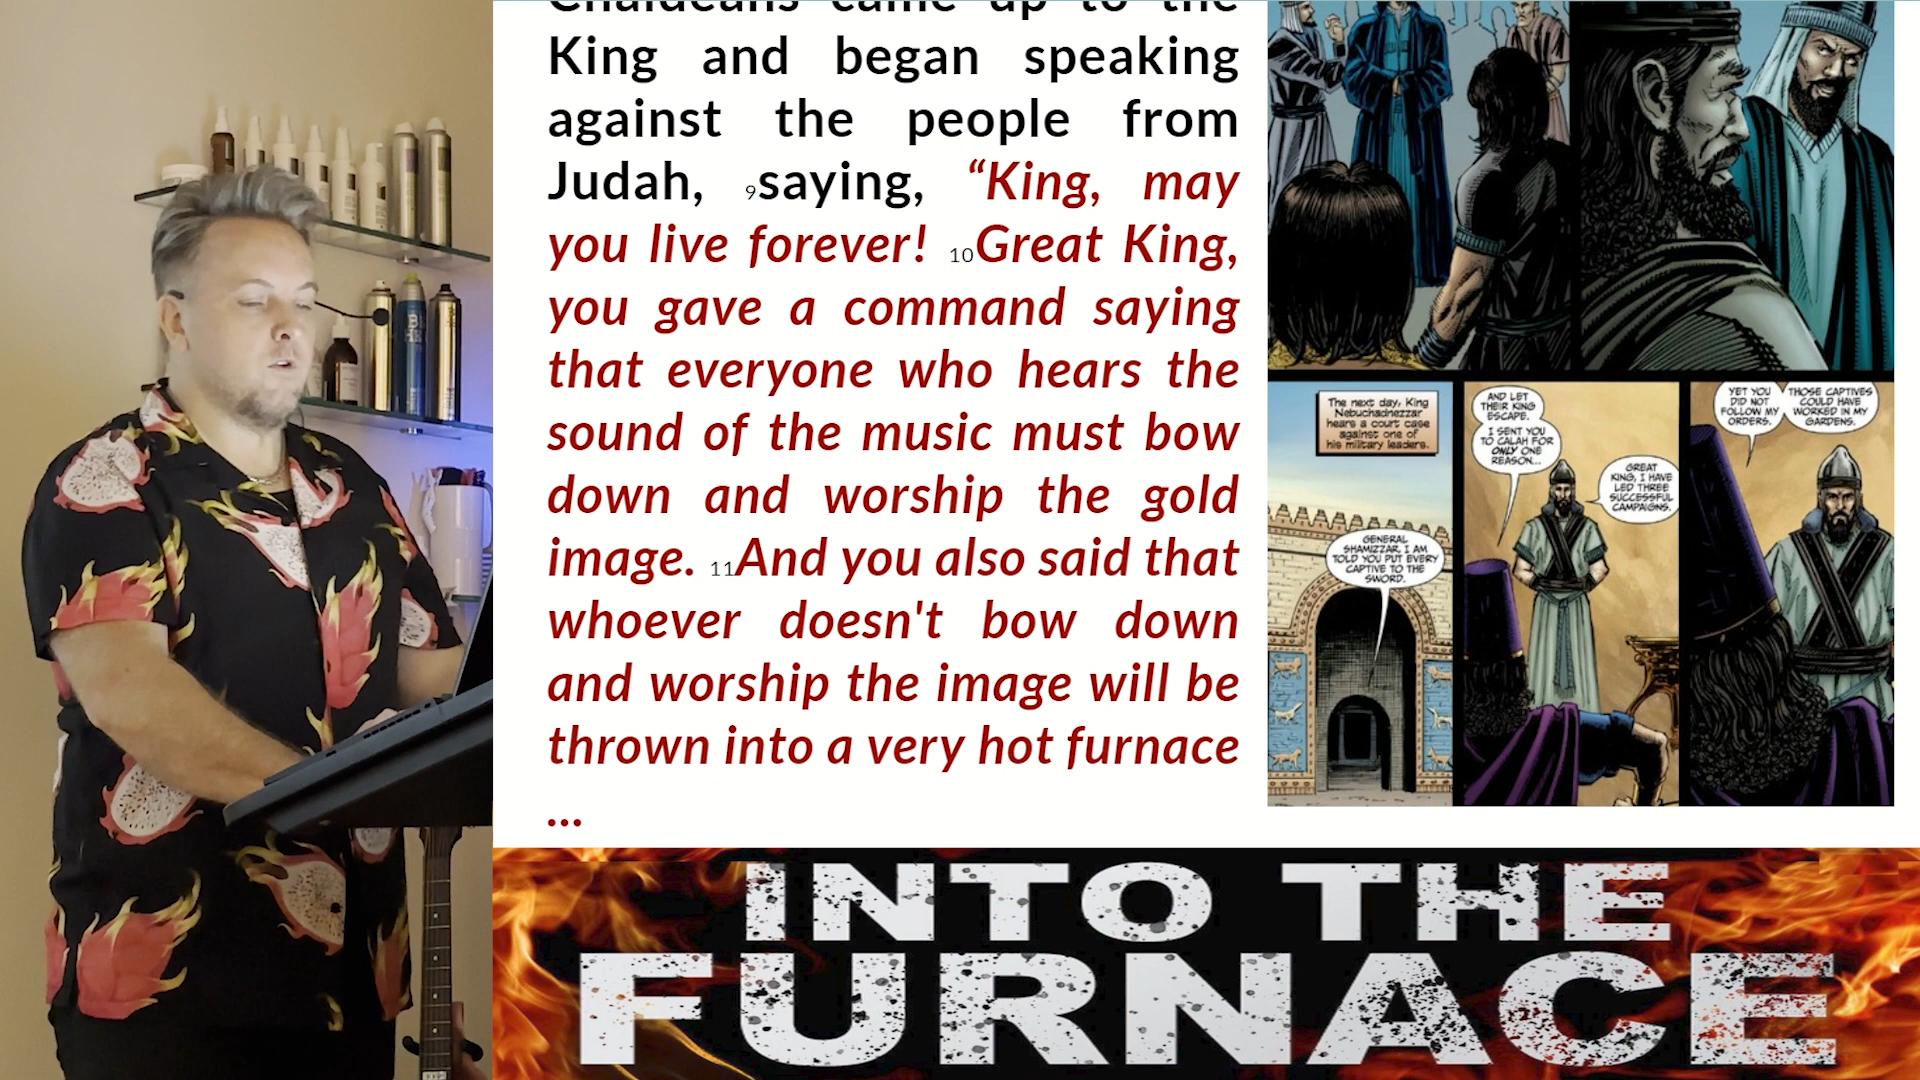 Chaldeans came up to the
King and began speaking
against the people from
Judah, 9saying, “King, may
you live forever! 10Great King,
you gave a command saying
that everyone who hears the
sound of the music must bow
down and worship the gold
image. 11And you also said that
whoever doesn't bow down
and worship the image will be
thrown into a very hot furnace
...
The next day, King
Nebuchadnezzar
hears a court case
against one of
his military leaders.
GENERAL
SHAMIZZAR, I AM
TOLD YOU PUT EVERY
CAPTIVE TO THE
SWORD.
AND LET
THEIR KING
ESCAPE.
I SENT YOU
TO CALAH FOR
ONLY ONE
REASON...
GREAT
KING, I HAVE
LED THREE
SUCCESSFUL
CAMPAIGNS.
YET YOU
DID NOT
FOLLOW MY
ORDERS.
THOSE CAPTIVES
COULD HAVE
WORKED IN MY
GARDENS.
INTO THE
FURNACE